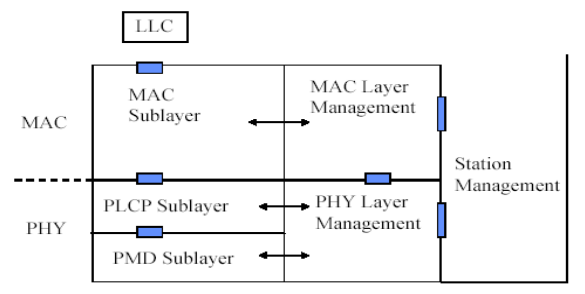 LLC
MAC
MAC
Sublayer
MAC Layer
Management
Station
Management
PHY
PLCP Sublayer
PHY Layer
Management
PMD Sublayer